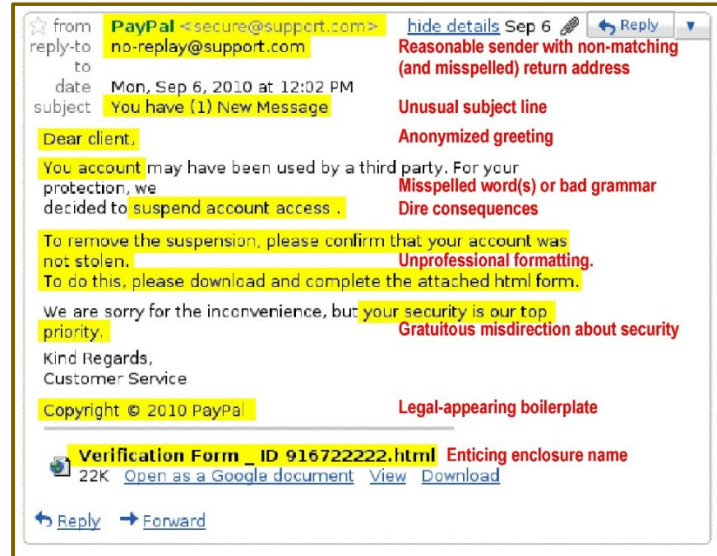 from PayPal <secure@support.com> hide details Sep 6 Reply
reply-to no-replay@support.com Reasonable sender with non-matching
to (and misspelled) return address
date Mon, Sep 6, 2010 at 12:02 PM
subject You have (1) New Message Unusual subject line
Dear client, Anonymized greeting
You account may have been used by a third party. For your
protection, we Misspelled word(s) or bad grammar
decided to suspend account access . Dire consequences
To remove the suspension, please confirm that your account was
not stolen. Unprofessional formatting.
To do this, please download and complete the attached html form.
We are sorry for the inconvenience, but your security is our top
priority. Gratuitous misdirection about security
Kind Regards,
Customer Service
Copyright © 2010 PayPal Legal-appearing boilerplate
Verification Form _ ID 916722222.html Enticing enclosure name
22K Open as a Google document View Download
Reply Forward